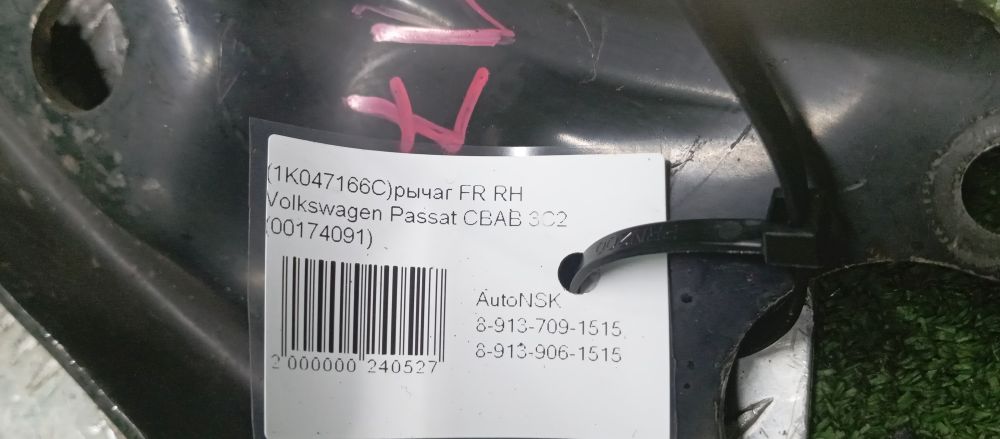 (1K047166C)рычаг FR RH
Volkswagen Passat CBAB 3C2
(00174091)
AutoNSK
8-913-709-1515,
8-913-906-1515
2 000000 240527